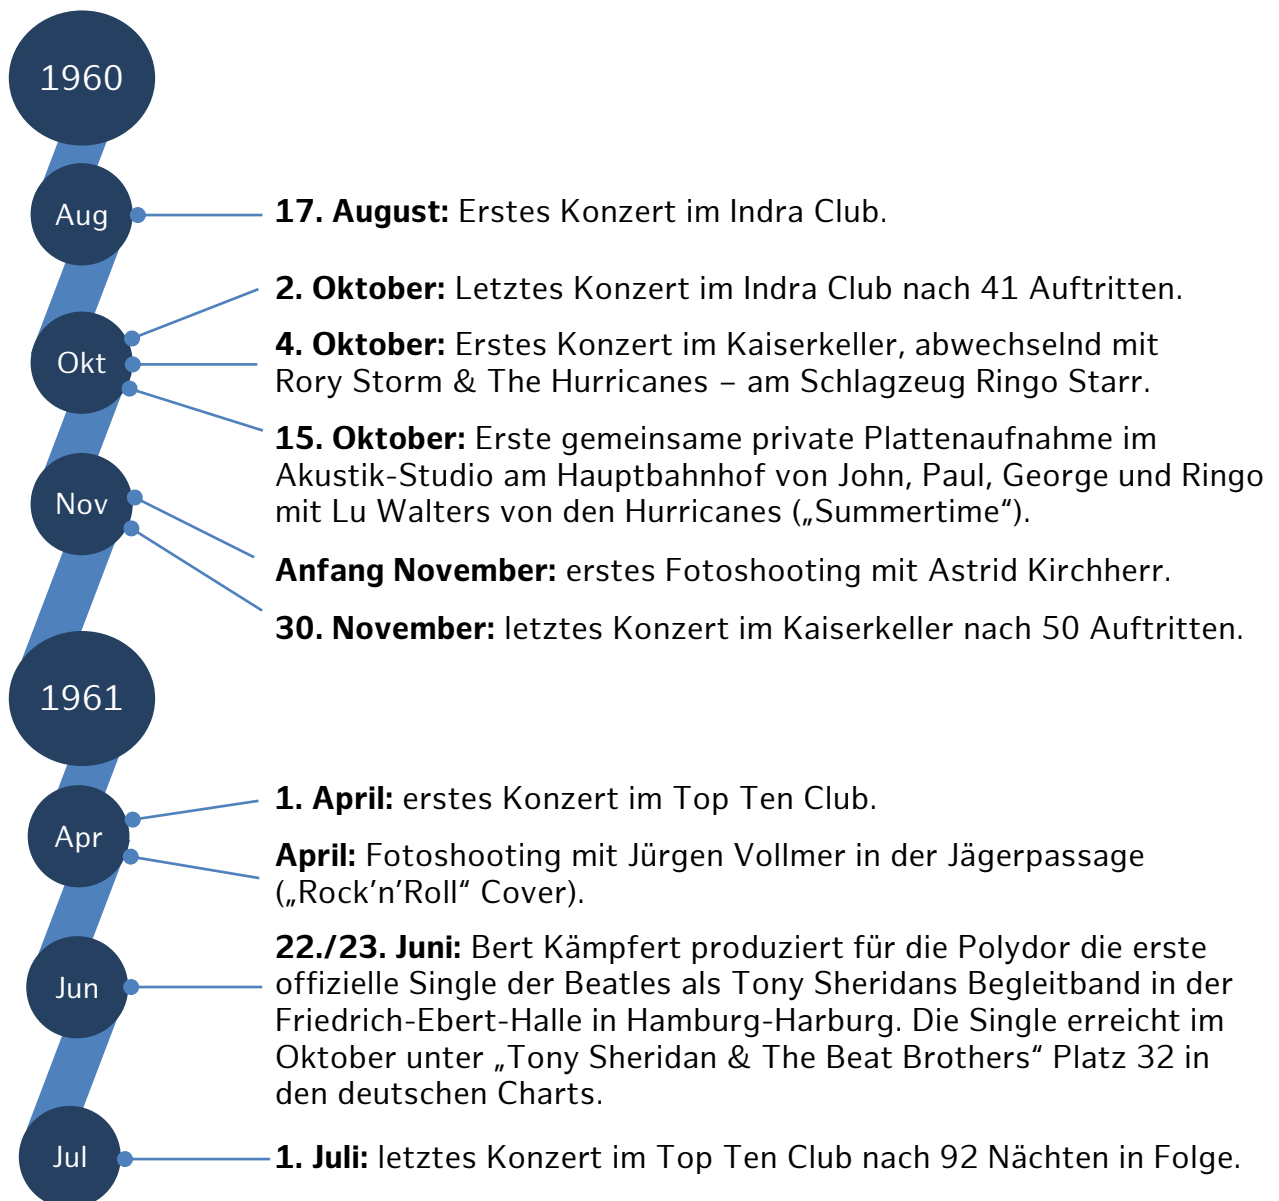 1960
Aug
17. August: Erstes Konzert im Indra Club.
2. Oktober: Letztes Konzert im Indra Club nach 41 Auftritten.
Okt
4. Oktober: Erstes Konzert im Kaiserkeller, abwechselnd mit
Rory Storm & The Hurricanes – am Schlagzeug Ringo Starr.
15. Oktober: Erste gemeinsame private Plattenaufnahme im
Akustik-Studio am Hauptbahnhof von John, Paul, George und Ringo
mit Lu Walters von den Hurricanes („Summertime“).
Nov
Anfang November: erstes Fotoshooting mit Astrid Kirchherr.
30. November: letztes Konzert im Kaiserkeller nach 50 Auftritten.
1961
Apr
1. April: erstes Konzert im Top Ten Club.
April: Fotoshooting mit Jürgen Vollmer in der Jägerpassage
(„Rock’n’Roll“ Cover).
Jun
22./23. Juni: Bert Kämpfert produziert für die Polydor die erste
offizielle Single der Beatles als Tony Sheridans Begleitband in der
Friedrich-Ebert-Halle in Hamburg-Harburg. Die Single erreicht im
Oktober unter „Tony Sheridan & The Beat Brothers“ Platz 32 in
den deutschen Charts.
Jul
1. Juli: letztes Konzert im Top Ten Club nach 92 Nächten in Folge.